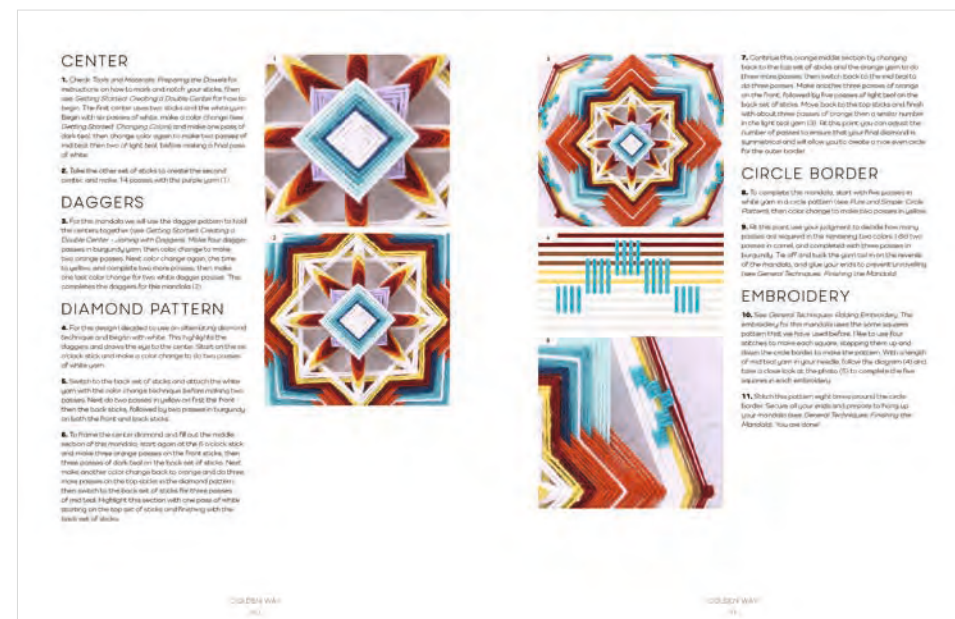 CENTER
1. Check Tools and Materials: Preparing the Dowels for
instructions on how to mark and notch your sticks, then
see Getting Started: Creating a Double Center for how to
begin. The first center uses two sticks and the white yarn.
Begin with six passes of white, make a color change (see
Getting Started: Changing Colors) and make one pass of
dark teal, then change color again to make two passes of
mid teal, then two of light teal, before making a final pass
of white.
2. Take the other set of sticks to create the second
center, and make 14 passes with the purple yarn (1).
DAGGERS
3. For this mandala we will use the dagger pattern to hold
the centers together (see Getting Started: Creating a
Double Center - Joining with Daggers). Make four dagger
passes in burgundy yarn, then color change to make
two orange passes. Next, color change again, this time
to yellow, and complete two more passes, then make
one last color change for two white dagger passes. This
completes the daggers for this mandala (2).
DIAMOND PATTERN
4. For this design I decided to use an alternating diamond
technique and begin with white. This highlights the
daggers and draws the eye to the center. Start on the six
o'clock stick and make a color change to do two passes
of white yarn.
5. Switch to the back set of sticks and attach the white
yarn with the color change technique before making two
passes. Next do two passes in yellow on first the front
then the back sticks, followed by two passes in burgundy
on both the front and back sticks.
6. To frame the center diamond and fill out the middle
section of this mandala, start again at the 6 o'clock stick
and make three orange passes on the front sticks, then
three passes of dark teal on the back set of sticks. Next
make another color change back to orange and do three
more passes on the top sticks in the diamond pattern,
then switch to the back set of sticks for three passes
of mid teal. Highlight this section with one pass of white
starting on the top set of sticks and finishing with the
back set of sticks.
1
2
3
4
5
7. Continue this orange middle section by changing
back to the top set of sticks and the orange yarn to do
three more passes, then switch back to the mid teal to
do three passes. Make another three passes of orange
on the front, followed by five passes of light teal on the
back set of sticks. Move back to the top sticks and finish
with about three passes of orange then a similar number
in the light teal yarn (3). At this point you can adjust the
number of passes to ensure that your final diamond is
symmetrical and will allow you to create a nice even circle
for the outer border.
CIRCLE BORDER
8. To complete this mandala, start with five passes in
white yarn in a circle pattern (see Pure and Simple: Circle
Pattern), then color change to make two passes in yellow.
9. At this point use your judgment to decide how many
passes are required in the remaining two colors. I did two
passes in camel, and completed with three passes in
burgundy. Tie off and tuck the yarn tail in on the reverse
of the mandala, and glue your ends to prevent unravelling
(see General Techniques: Finishing the Mandala).
EMBROIDERY
10. See General Techniques: Adding Embroidery. The
embroidery for this mandala uses the same squares
pattern that we have used before. I like to use four
stitches to make each square, stepping them up and
down the circle border to make the pattern. With a length
of mid teal yarn in your needle, follow the diagram (4) and
take a close look at the photo (5) to complete the five
squares in each embroidery.
11. Stitch this pattern eight times around the circle
border. Secure all your ends and prepare to hang up
your mandala (see General Techniques: Finishing the
Mandala). You are done!
GOLDEN WAY
GOLDEN WAY